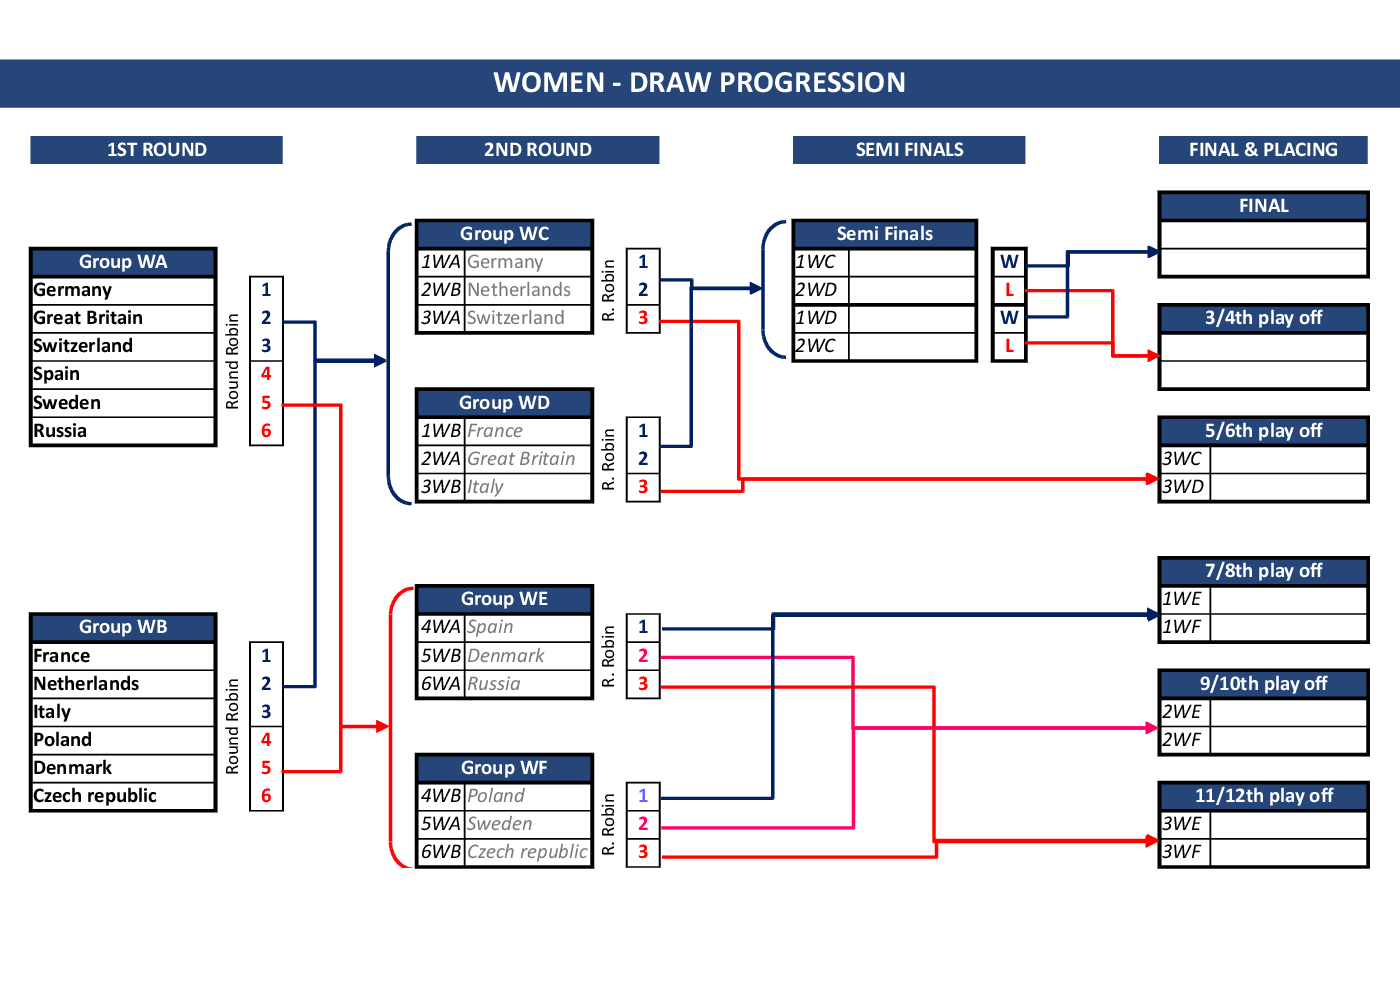 WOMEN - DRAW PROGRESSION
1ST ROUND
2ND ROUND
SEMI FINALS
FINAL & PLACING
Group WA
Germany
Great Britain
Switzerland
Spain
Sweden
Russia
Round Robin
1
2
3
4
5
6
Group WB
France
Netherlands
Italy
Poland
Denmark
Czech republic
Round Robin
1
2
3
4
5
6
Group WC
1WA Germany
2WB Netherlands
3WA Switzerland
R. Robin
1
2
3
Group WD
1WB France
2WA Great Britain
3WB Italy
R. Robin
1
2
3
Group WE
4WA Spain
5WB Denmark
6WA Russia
R. Robin
1
2
3
Group WF
4WB Poland
5WA Sweden
6WB Czech republic
R. Robin
1
2
3
Semi Finals
1WC
2WD
1WD
2WC
W
L
W
L
FINAL
3/4th play off
5/6th play off
3WC
3WD
7/8th play off
1WE
1WF
9/10th play off
2WE
2WF
11/12th play off
3WE
3WF